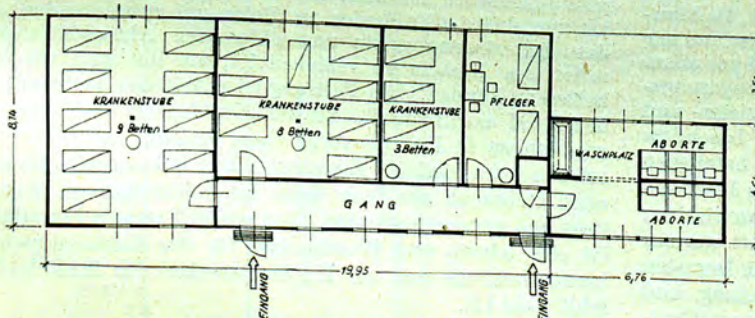 8,14
KRANKENSTUBE
9 Betten
KRANKENSTUBE
8 Betten
KRANKENSTUBE
3 Betten
PFLEGER
WASCHPLATZ
ABORTE
ABORTE
GANG
19,95
6,76
EINGANG
EINGANG